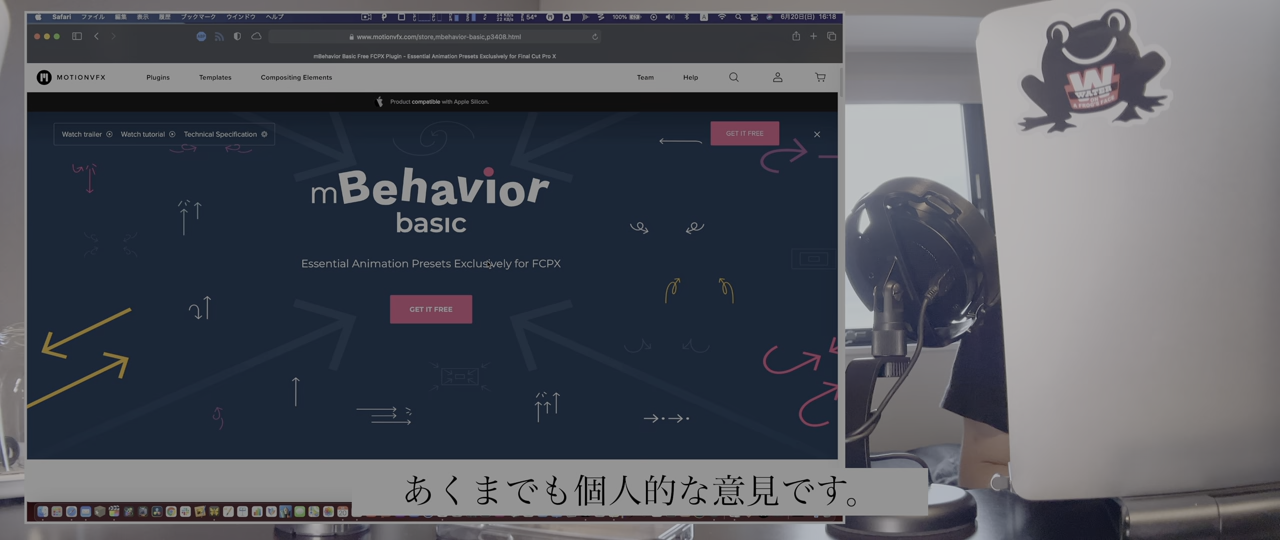 Safari ファイル 編集 表示 履歴 ブックマーク ウインドウ ヘルプ
54° 100% A 6月20日(日) 16:18
www.motionvfx.com/store,mbehavior-basic,p3408.html
mBehavior Basic Free FCPX Plugin - Essential Animation Presets Exclusively for Final Cut Pro X
MOTIONVFX Plugins Templates Compositing Elements Team Help
Product compatible with Apple Silicon.
Watch trailer Watch tutorial Technical Specification GET IT FREE
mBehavior
basic
Essential Animation Presets Exclusively for FCPX
GET IT FREE
W
WATER
A FROG'S FACE
あくまでも個人的な意見です。